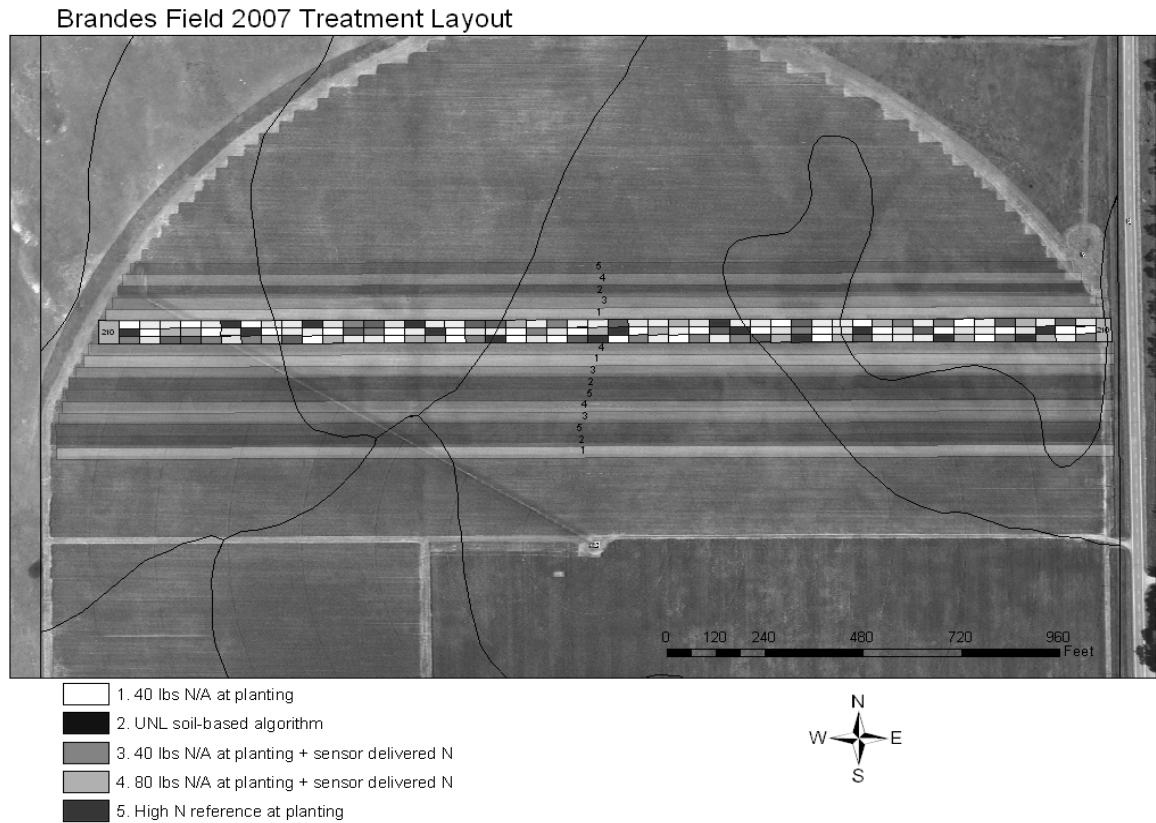 Brandes Field 2007 Treatment Layout
5
4
2
3
1
210
210
4
1
3
2
5
4
3
5
2
1
0 120 240 480 720 960
Feet
1. 40 lbs N/A at planting
2. UNL soil-based algorithm
3. 40 lbs N/A at planting + sensor delivered N
4. 80 lbs N/A at planting + sensor delivered N
5. High N reference at planting
N
W E
S